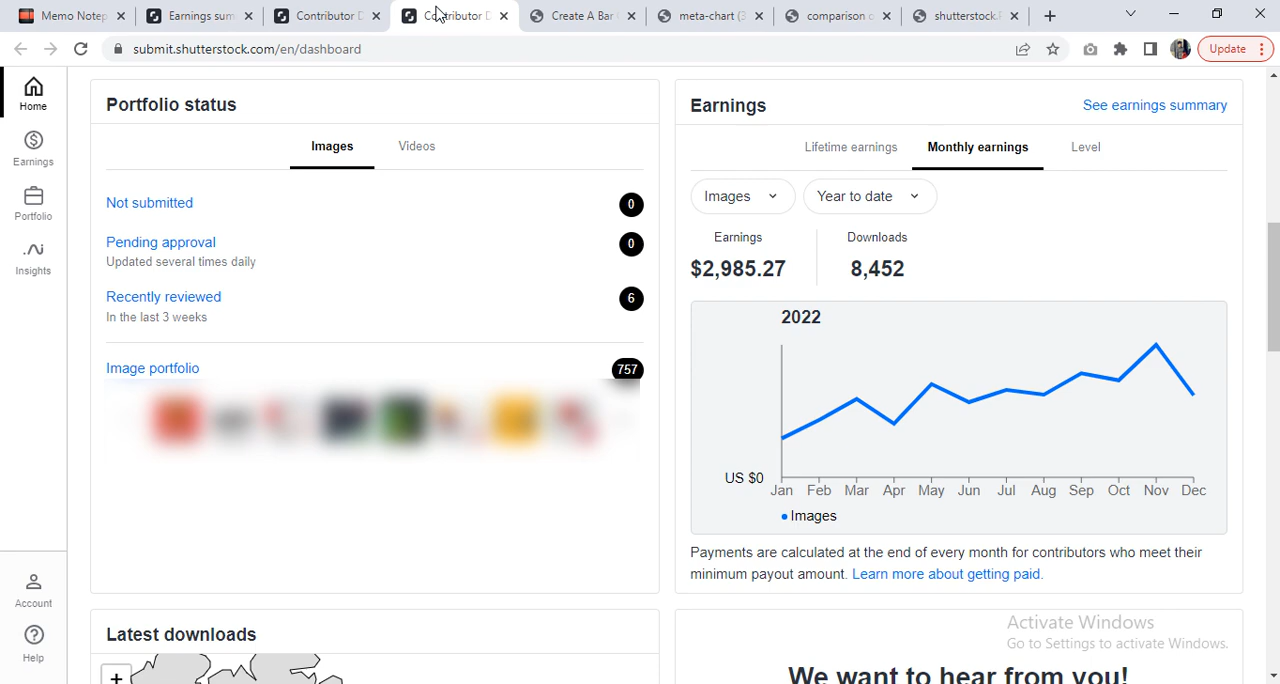 Memo Notep
Earnings sum
Contributor D
Contributor D
Create A Bar
meta-chart (3
comparison o
shutterstock.
submit.shutterstock.com/en/dashboard
Update
Home
Earnings
Portfolio
Insights
Account
Help
Portfolio status
Images
Videos
Not submitted
0
Pending approval
0
Updated several times daily
Recently reviewed
6
In the last 3 weeks
Image portfolio
757
Latest downloads
+
Earnings
See earnings summary
Lifetime earnings
Monthly earnings
Level
Images
Year to date
Earnings
Downloads
$2,985.27
8,452
2022
US $0
Jan Feb Mar Apr May Jun Jul Aug Sep Oct Nov Dec
Images
Payments are calculated at the end of every month for contributors who meet their
minimum payout amount. Learn more about getting paid.
Activate Windows
Go to Settings to activate Windows.
We want to hear from you!